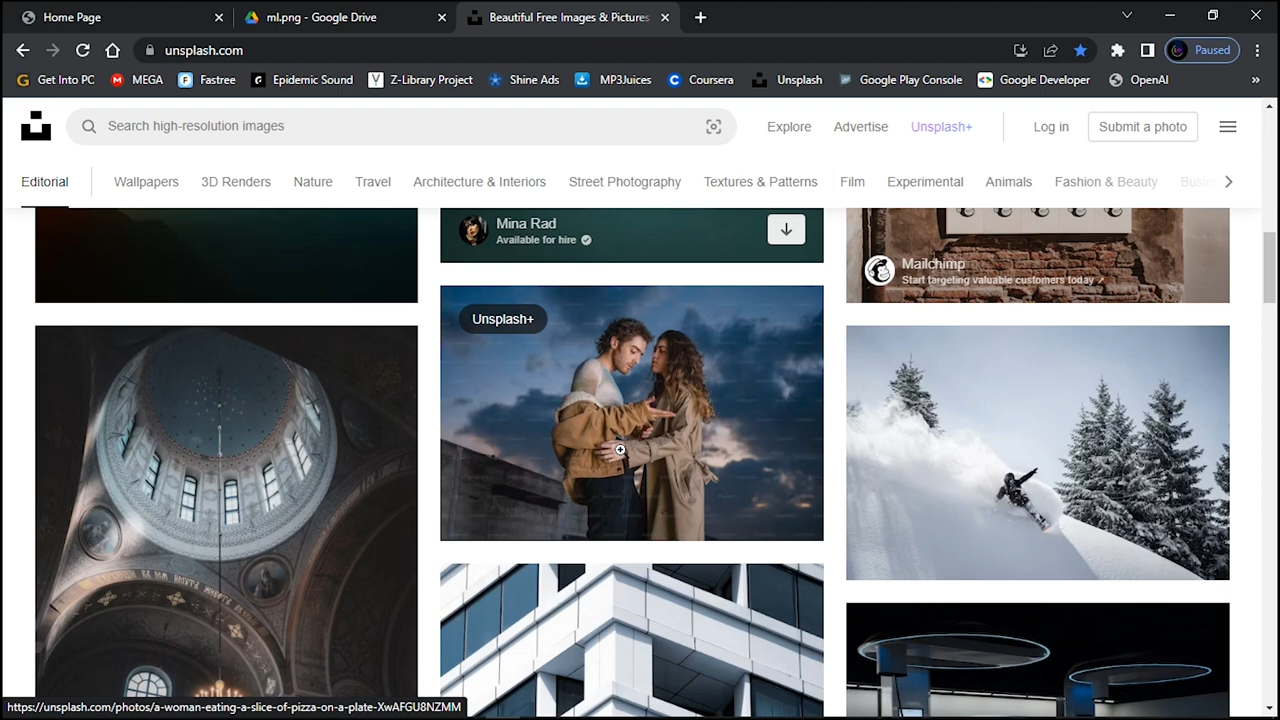 Home Page
ml.png - Google Drive
Beautiful Free Images & Pictures
unsplash.com
Paused
Get Into PC
MEGA
Fastree
Epidemic Sound
Z-Library Project
Shine Ads
MP3Juices
Coursera
Unsplash
Google Play Console
Google Developer
OpenAI
»
Search high-resolution images
Explore
Advertise
Unsplash+
Log in
Submit a photo
Editorial
Wallpapers
3D Renders
Nature
Travel
Architecture & Interiors
Street Photography
Textures & Patterns
Film
Experimental
Animals
Fashion & Beauty
Mina Rad
Available for hire
Mailchimp
Start targeting valuable customers today
Unsplash+
https://unsplash.com/photos/a-woman-eating-a-slice-of-pizza-on-a-plate-XwAFGU8NZMM